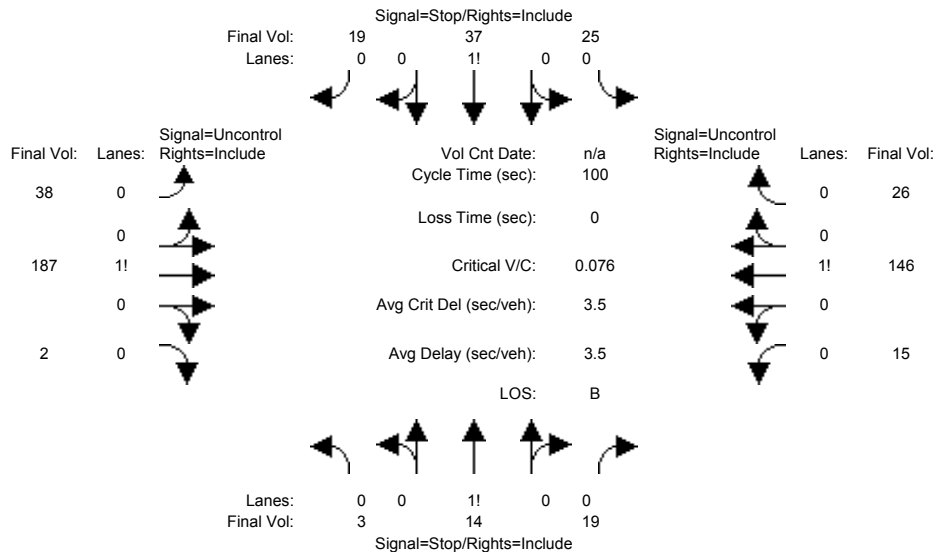 Signal=Stop/Rights=Include
Final Vol: 19 37 25
Lanes: 0 0 1! 0 0
Signal=Uncontrol
Final Vol: Lanes: Rights=Include
Vol Cnt Date: n/a
Signal=Uncontrol
Rights=Include Lanes: Final Vol:
Cycle Time (sec): 100
38 0
0 26
Loss Time (sec): 0
0
0
187 1!
Critical V/C: 0.076
1! 146
0
Avg Crit Del (sec/veh): 3.5
0
2 0
Avg Delay (sec/veh): 3.5
0 15
LOS: B
Lanes: 0 0 1! 0 0
Final Vol: 3 14 19
Signal=Stop/Rights=Include